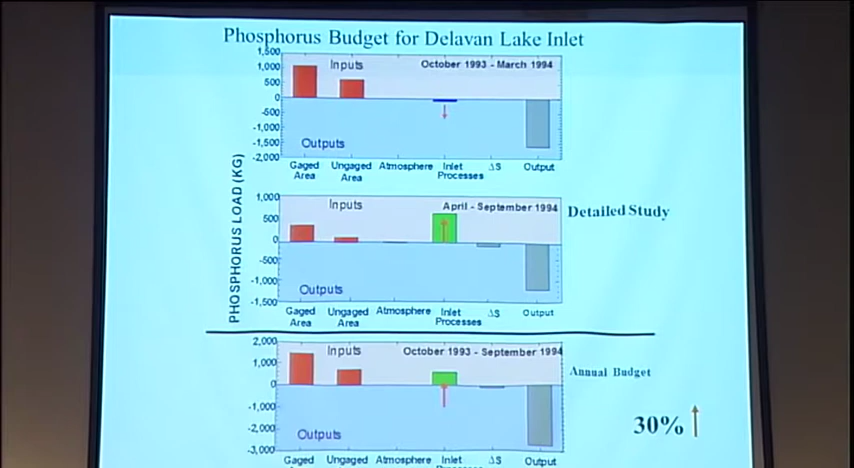 Phosphorus Budget for Delavan Lake Inlet
PHOSPHORUS LOAD (KG)
1,500
1,000
500
0
-500
-1,000
-1,500
-2,000
Inputs
October 1993 - March 1994
Outputs
Gaged Area
Ungaged Area
Atmosphere
Inlet Processes
ΔS
Output
1,000
500
0
-500
-1,000
-1,500
Inputs
April - September 1994
Detailed Study
Outputs
Gaged Area
Ungaged Area
Atmosphere
Inlet Processes
ΔS
Output
2,000
1,000
0
-1,000
-2,000
-3,000
Inputs
October 1993 - September 1994
Annual Budget
30%
Outputs
Gaged
Ungaged
Atmosphere
Inlet
ΔS
Output